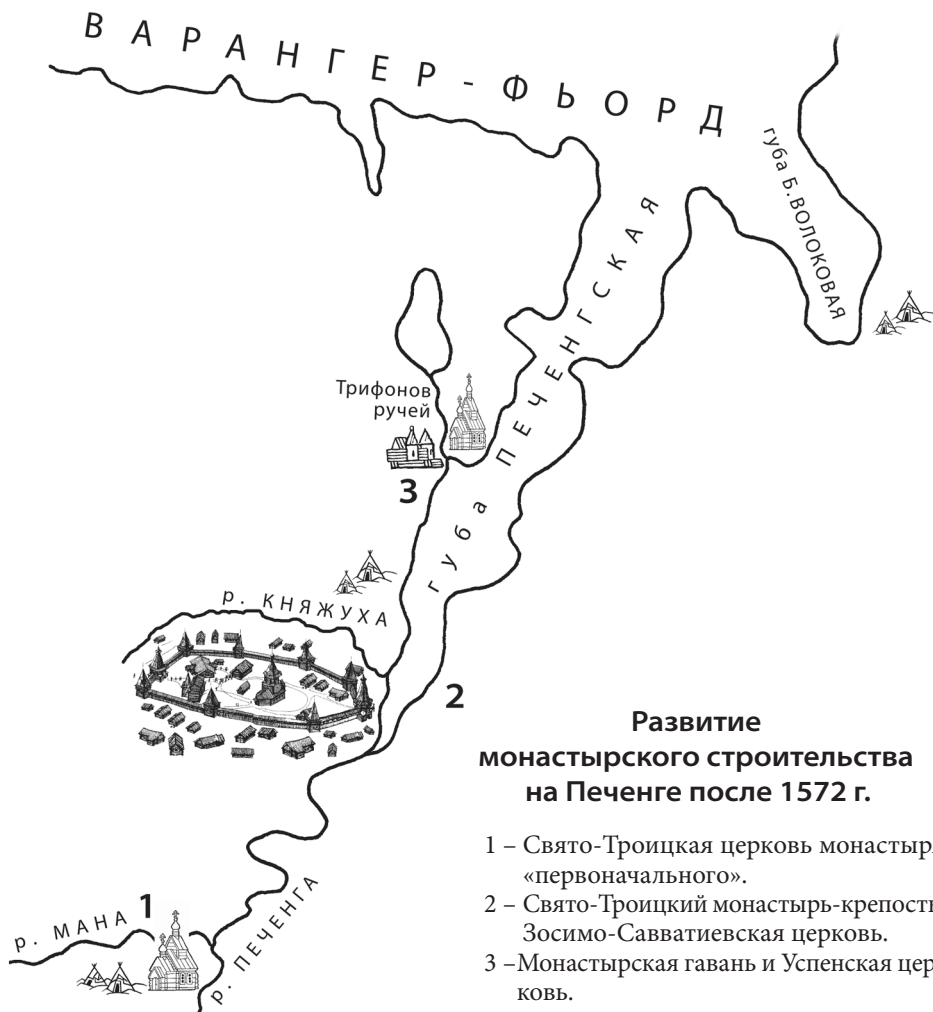 ВАРАНГЕР-ФЬОРД
губа Б.ВОЛОКОВАЯ
губа ПЕЧЕНГСКАЯ
Трифонов
ручей
3
р. КНЯЖУХА
2
Развитие
монастырского строительства
на Печенге после 1572 г.
1 – Свято-Троицкая церковь монастыря
«первоначального».
2 – Свято-Троицкий монастырь-крепость
Зосимо-Савватиевская церковь.
3 –Монастырская гавань и Успенская цер
ковь.
р. МАНА
1
р. ПЕЧЕНГА